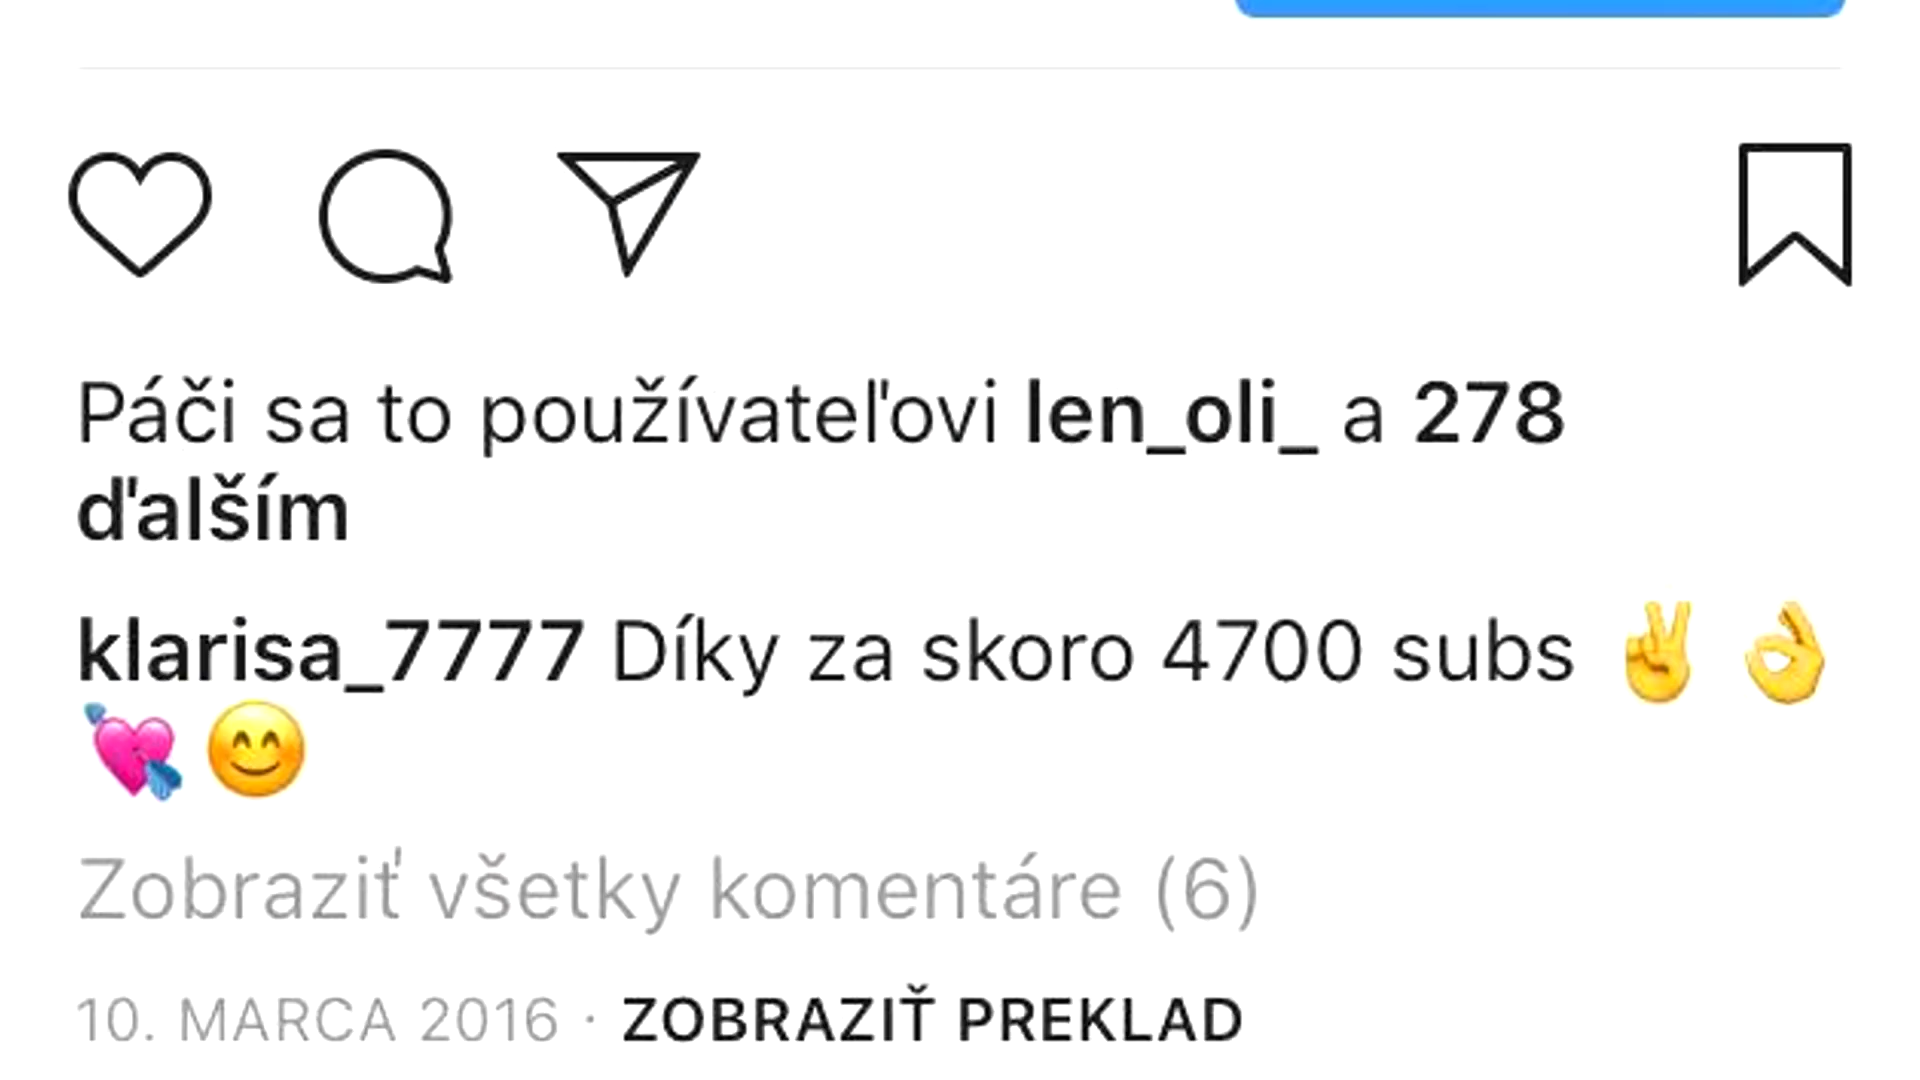 Páči sa to používateľovi len_oli_ a 278
ďalším
klarisa_7777 Díky za skoro 4700 subs ✌️ 👌
💘 😊
Zobraziť všetky komentáre (6)
10. MARCA 2016 · ZOBRAZIŤ PREKLAD